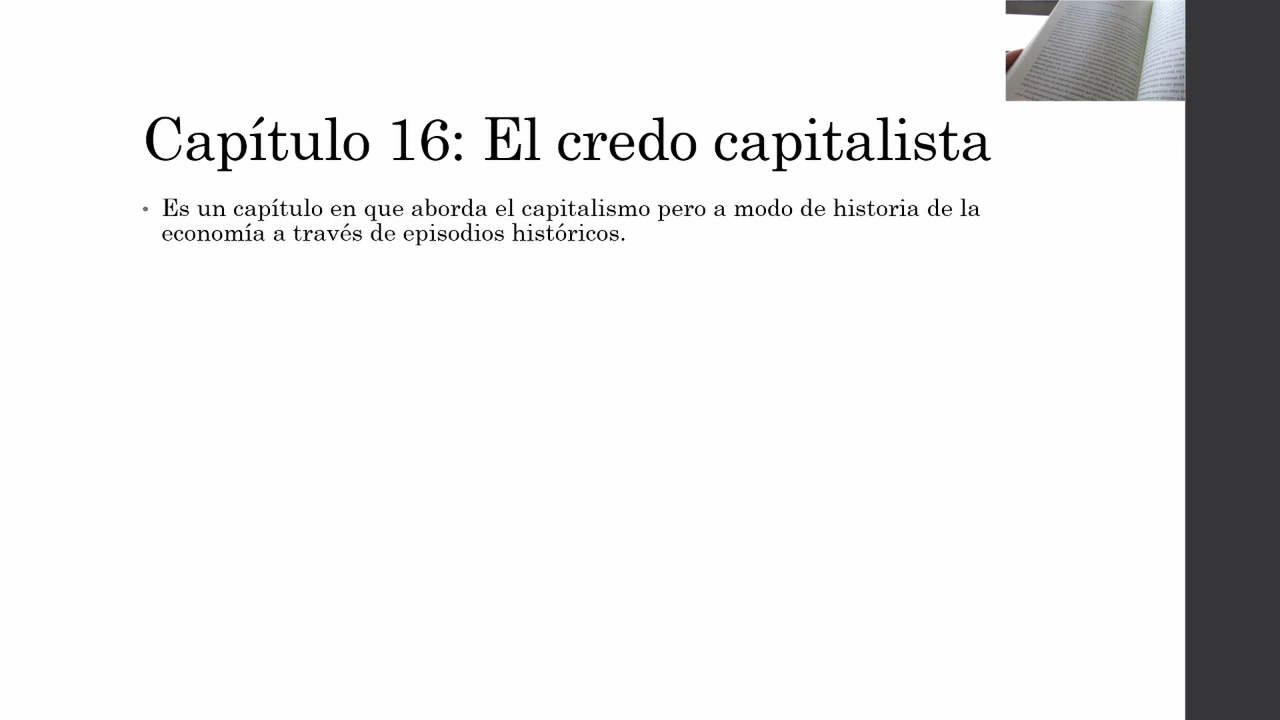 Capítulo 16: El credo capitalista
• Es un capítulo en que aborda el capitalismo pero a modo de historia de la
economía a través de episodios históricos.